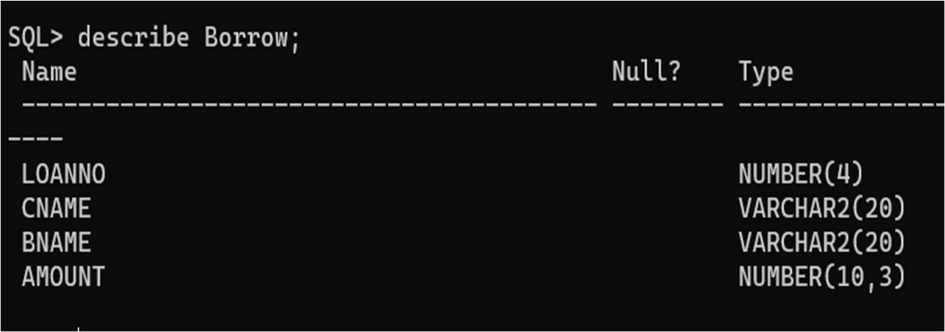 SQL> describe Borrow;
Name Null? Type
----------------------------------------- -------- ---------------
----
LOANNO NUMBER(4)
CNAME VARCHAR2(20)
BNAME VARCHAR2(20)
AMOUNT NUMBER(10,3)